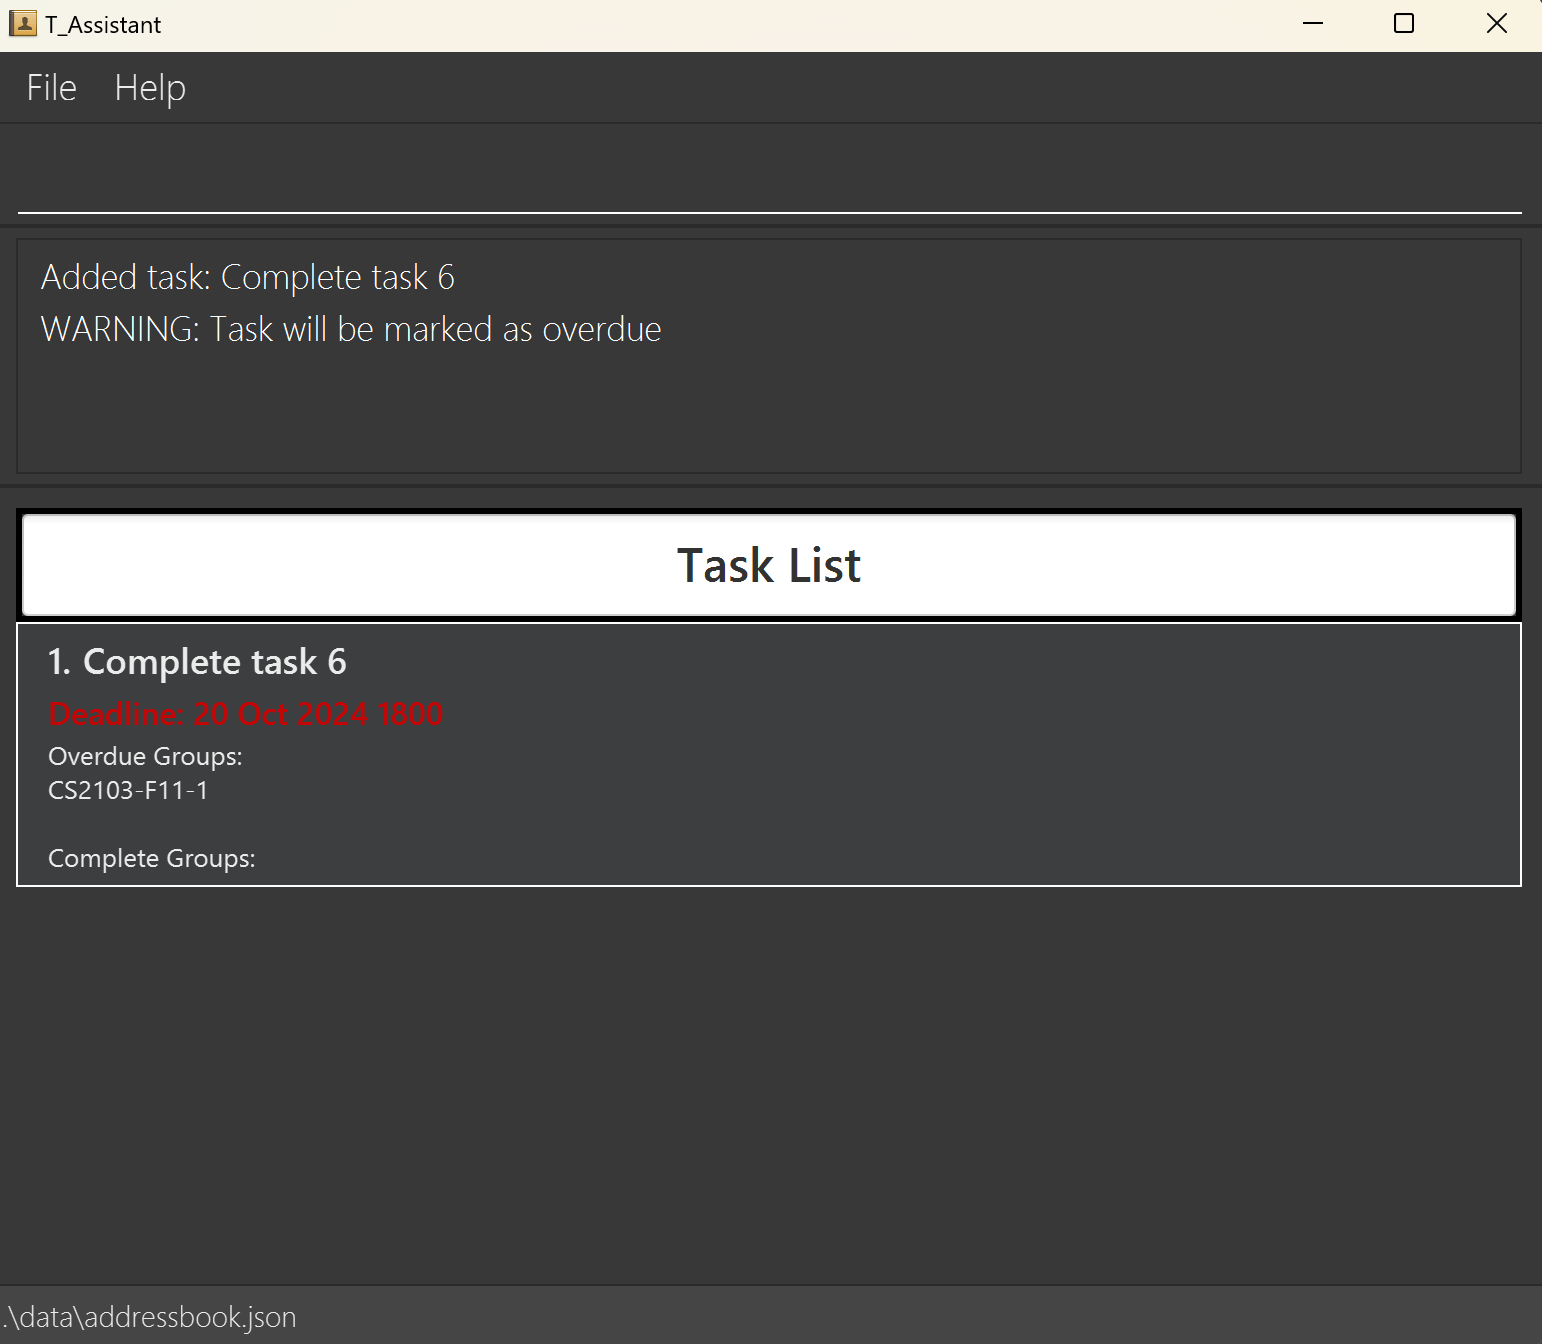 T_Assistant
File Help
Added task: Complete task 6
WARNING: Task will be marked as overdue
Task List
1. Complete task 6
Deadline: 20 Oct 2024 1800
Overdue Groups:
CS2103-F11-1
Complete Groups:
.\data\addressbook.json